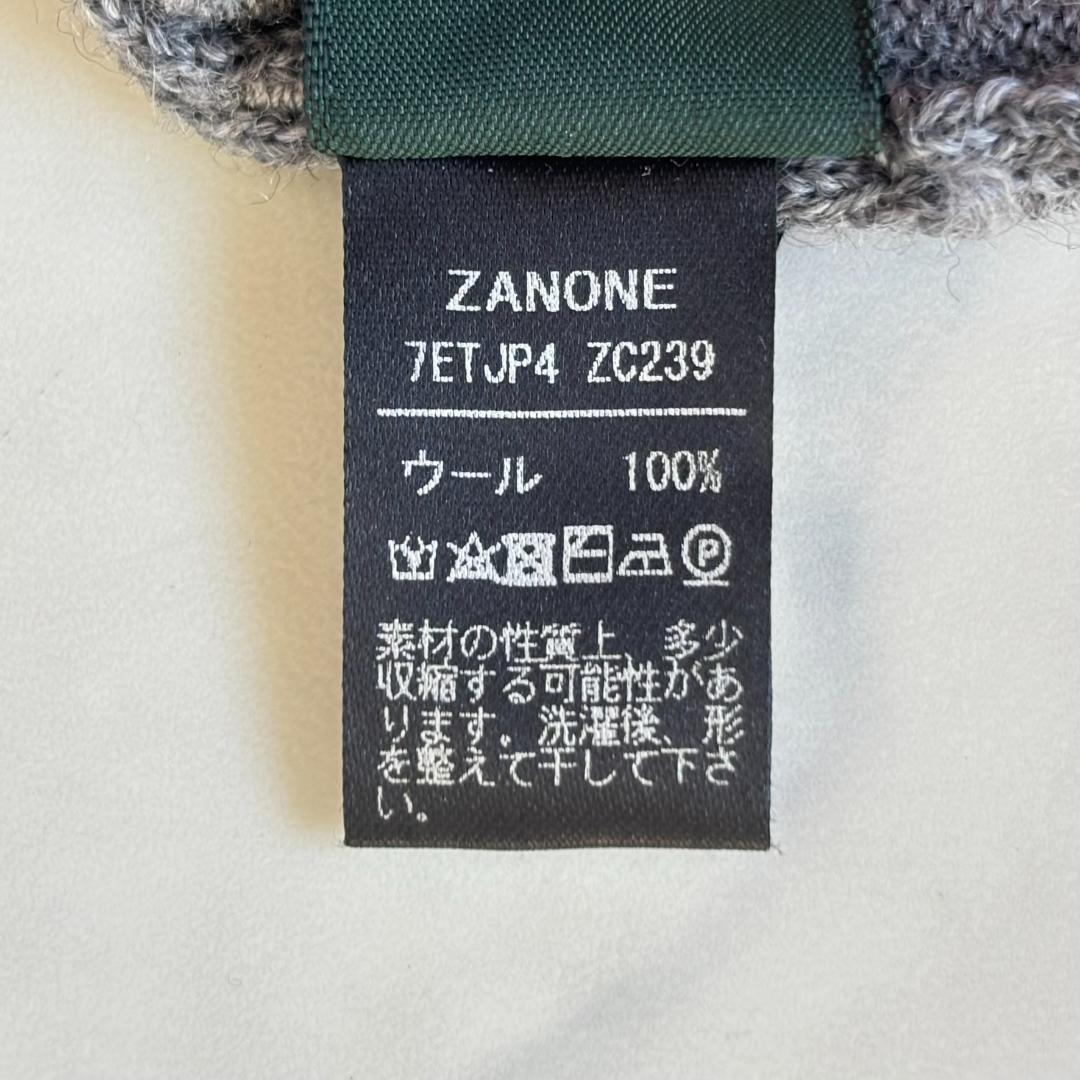 ZANONE
7ETJP4 ZC239
ウール 100%
P
素材の性質上、多少
収縮する可能性があ
ります。洗濯後、形
を整えて干して下さ
い。